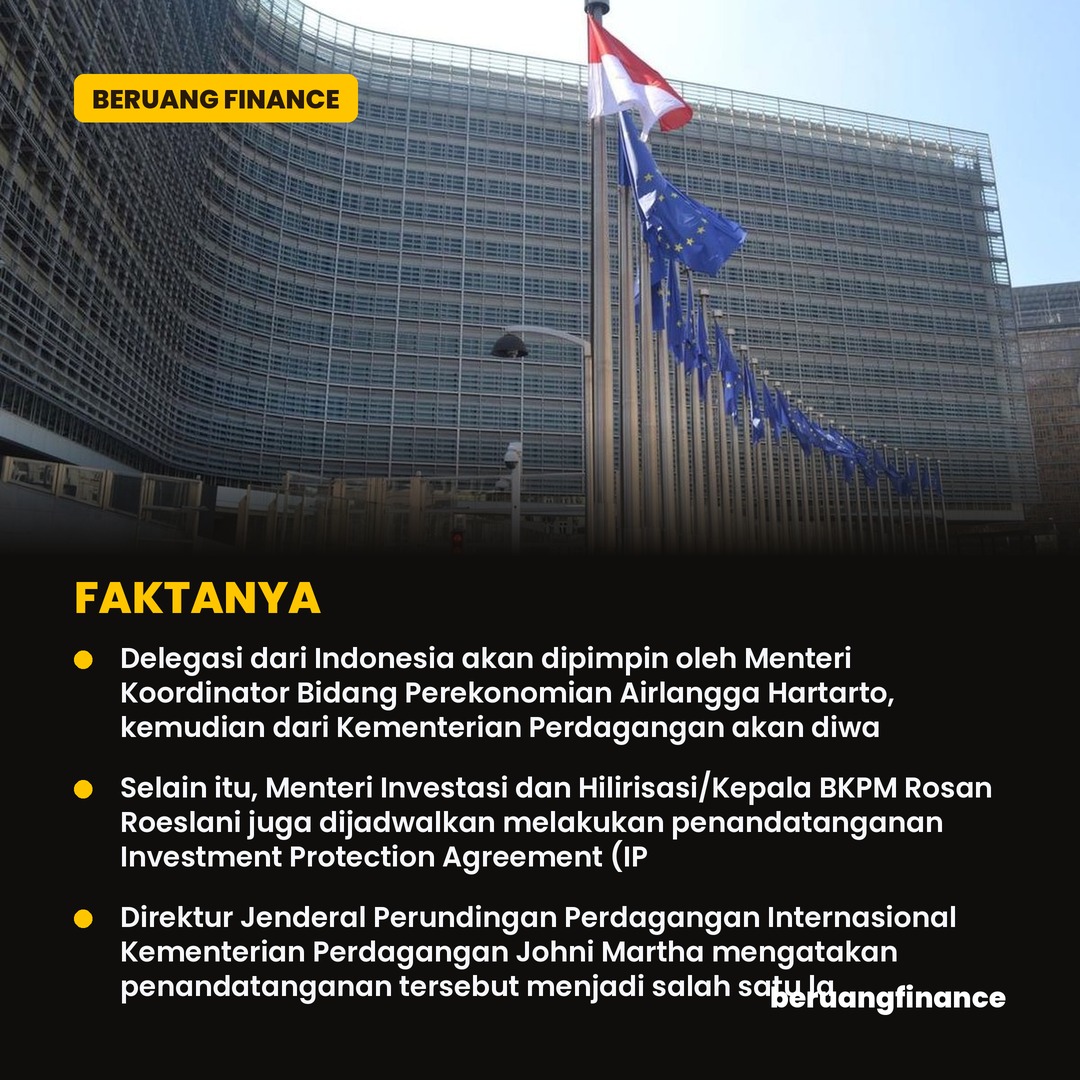 BERUANG FINANCE
FAKTANYA
Delegasi dari Indonesia akan dipimpin oleh Menteri
Koordinator Bidang Perekonomian Airlangga Hartarto,
kemudian dari Kementerian Perdagangan akan diwa
Selain itu, Menteri Investasi dan Hilirisasi/Kepala BKPM Rosan
Roeslani juga dijadwalkan melakukan penandatanganan
Investment Protection Agreement (IP
Direktur Jenderal Perundingan Perdagangan Internasional
Kementerian Perdagangan Johni Martha mengatakan
penandatanganan tersebut menjadi salah satu la
beruangfinance